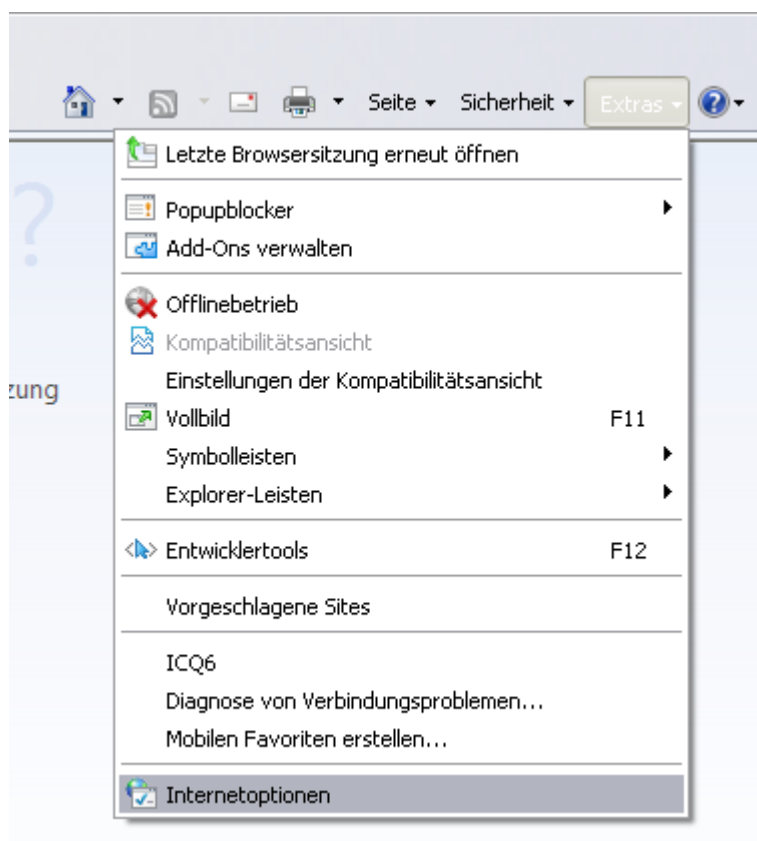 Seite Sicherheit Extras
Letzte Browsersitzung erneut öffnen
?
Popupblocker
Add-Ons verwalten
Offlinebetrieb
Kompatibilitätsansicht
Einstellungen der Kompatibilitätsansicht
zung
Vollbild F11
Symbolleisten
Explorer-Leisten
Entwicklertools F12
Vorgeschlagene Sites
ICQ6
Diagnose von Verbindungsproblemen...
Mobilen Favoriten erstellen...
Internetoptionen